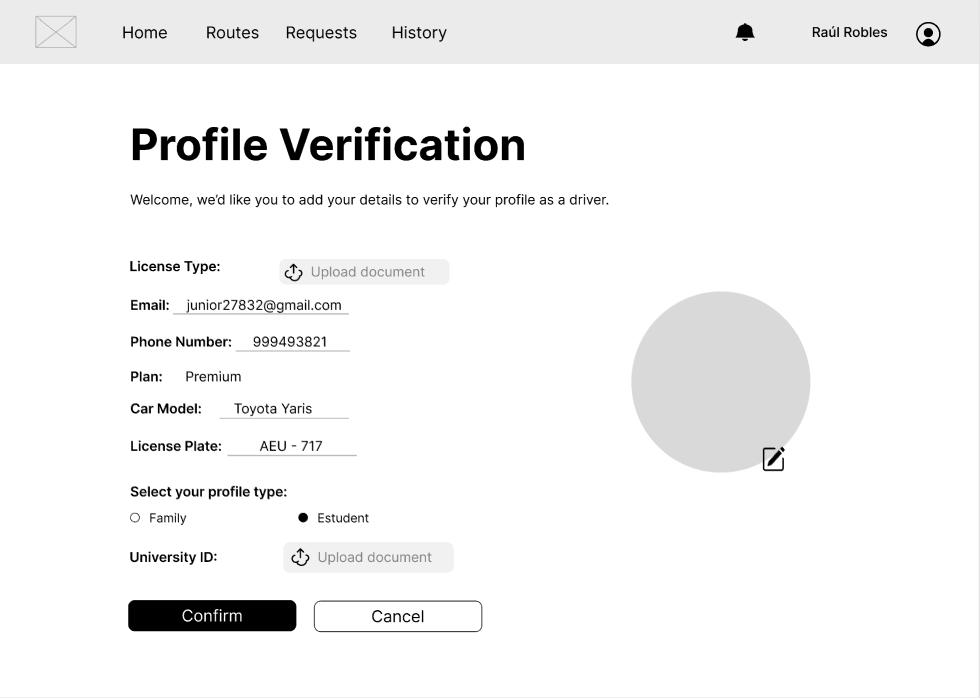 Home Routes Requests History Raúl Robles
Profile Verification
Welcome, we'd like you to add your details to verify your profile as a driver.
License Type: Upload document
Email: junior27832@gmail.com
Phone Number: 999493821
Plan: Premium
Car Model: Toyota Yaris
License Plate: AEU - 717
Select your profile type:
Family Estudent
University ID: Upload document
Confirm Cancel